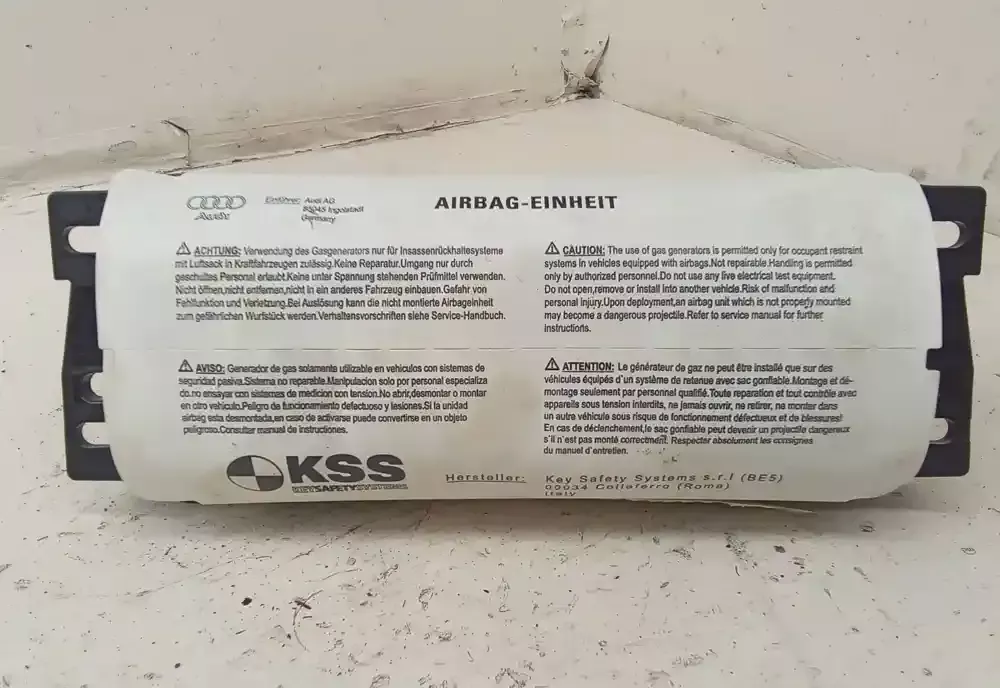 Audi
Einführer: Audi AG
85045 Ingolstadt
Germany
AIRBAG-EINHEIT
ACHTUNG: Verwendung des Gasgenerators nur für Insassenrückhaltesysteme
mit Luftsack in Kraftfahrzeugen zulässig.Keine Reparatur.Umgang nur durch
geschultes Personal erlaubt.Keine unter Spannung stehenden Prüfmittel verwenden.
Nicht öffnen,nicht entfernen,nicht in ein anderes Fahrzeug einbauen.Gefahr von
Fehlfunktion und Verletzung.Bei Auslösung kann die nicht montierte Airbageinheit
zum gefährlichen Wurfstück werden.Verhaltensvorschriften siehe Service-Handbuch.
CAUTION: The use of gas generators is permitted only for occupant restraint
systems in vehicles equipped with airbags.Not repairable.Handling is permitted
only by authorized personnel.Do not use any live electrical test equipment.
Do not open,remove or install into another vehicle.Risk of malfunction and
personal injury.Upon deployment,an airbag unit which is not properly mounted
may become a dangerous projectile.Refer to service manual for further
instructions.
AVISO: Generador de gas solamente utilizable en vehiculos con sistemas de
seguridad pasiva.Sistema no reparable.Manipulacion solo por personal especializa
do.no ensayar con sistemas de medicion con tension.No abrir,desmontar o montar
en otro vehiculo.Peligro de funcionamiento defectuoso y lesiones.Si la unidad
airbag esta desmontada,en caso de activarse puede convertirse en un objeto
peligroso.Consultar manual de instrucciones.
ATTENTION: Le générateur de gaz ne peut être installé que sur des
véhicules équipés d'un système de retenue avec sac gonflable.Montage et dé-
montage seulement par personnel qualifié.Toute reparation et tout contrôle avec
appareils sous tension interdits, ne jamais ouvrir, ne retirer, ne monter dans
un autre véhicule sous risque de fonctionnement défectueux et de blessures!
En cas de déclenchement,le sac gonflable peut devenir un projectile dangereux
s'il n'est pas monté correctment. Respecter absolument les consignes
du manuel d'entretien.
KSS
KEYSAFETYSYSTEMS
Hersteller: Key Safety Systems s.r.l (BE5)
00034 Colleferro (Roma)
Italy